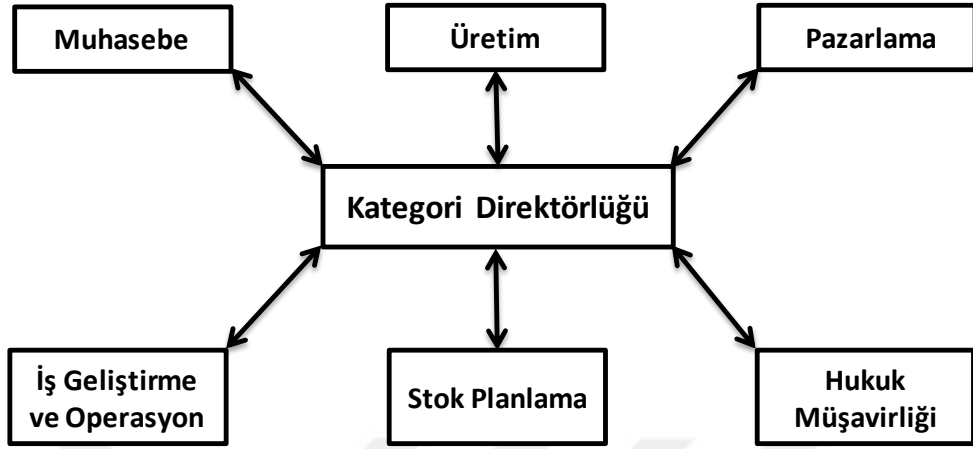 Muhasebe
Üretim
Pazarlama
Kategori Direktörlüğü
İş Geliştirme
ve Operasyon
Stok Planlama
Hukuk
Müşavirliği